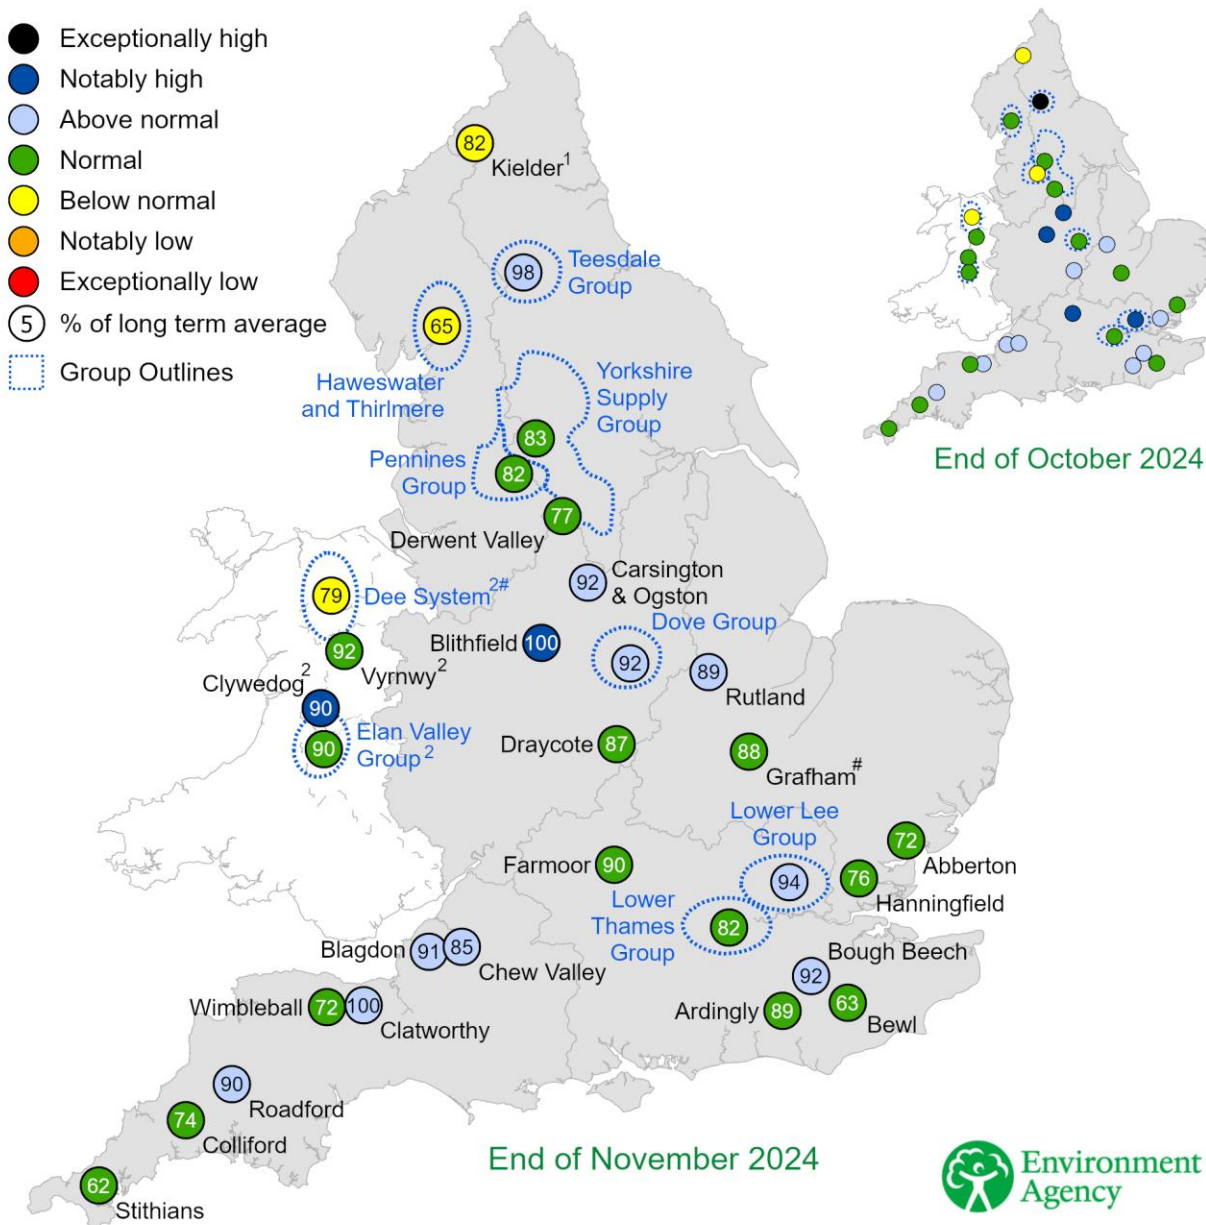 Exceptionally high
Notably high
Above normal
Normal
Below normal
Notably low
Exceptionally low
5 % of long term average
Group Outlines
End of October 2024
82
Kielder1
98
Teesdale
Group
65
Haweswater
and Thirlmere
Yorkshire
Supply
Group
83
Pennines
Group
82
77
Derwent Valley
92
Carsington
& Ogston
79
Dee System2#
Dove Group
Blithfield 100
92
92
Vyrnwy2
89
Rutland
Clywedog2
90
Elan Valley
Group2
90
Draycote 87
88
Grafham#
Lower Lee
Group
72
Abberton
Farmoor 90
94
76
Hanningfield
Lower
Thames
Group
82
Blagdon 91
85
Chew Valley
Bough Beech
92
Wimbleball 72
100
Clatworthy
Ardingly 89
63
Bewl
90
Roadford
74
Colliford
62
Stithians
End of November 2024
Environment
Agency